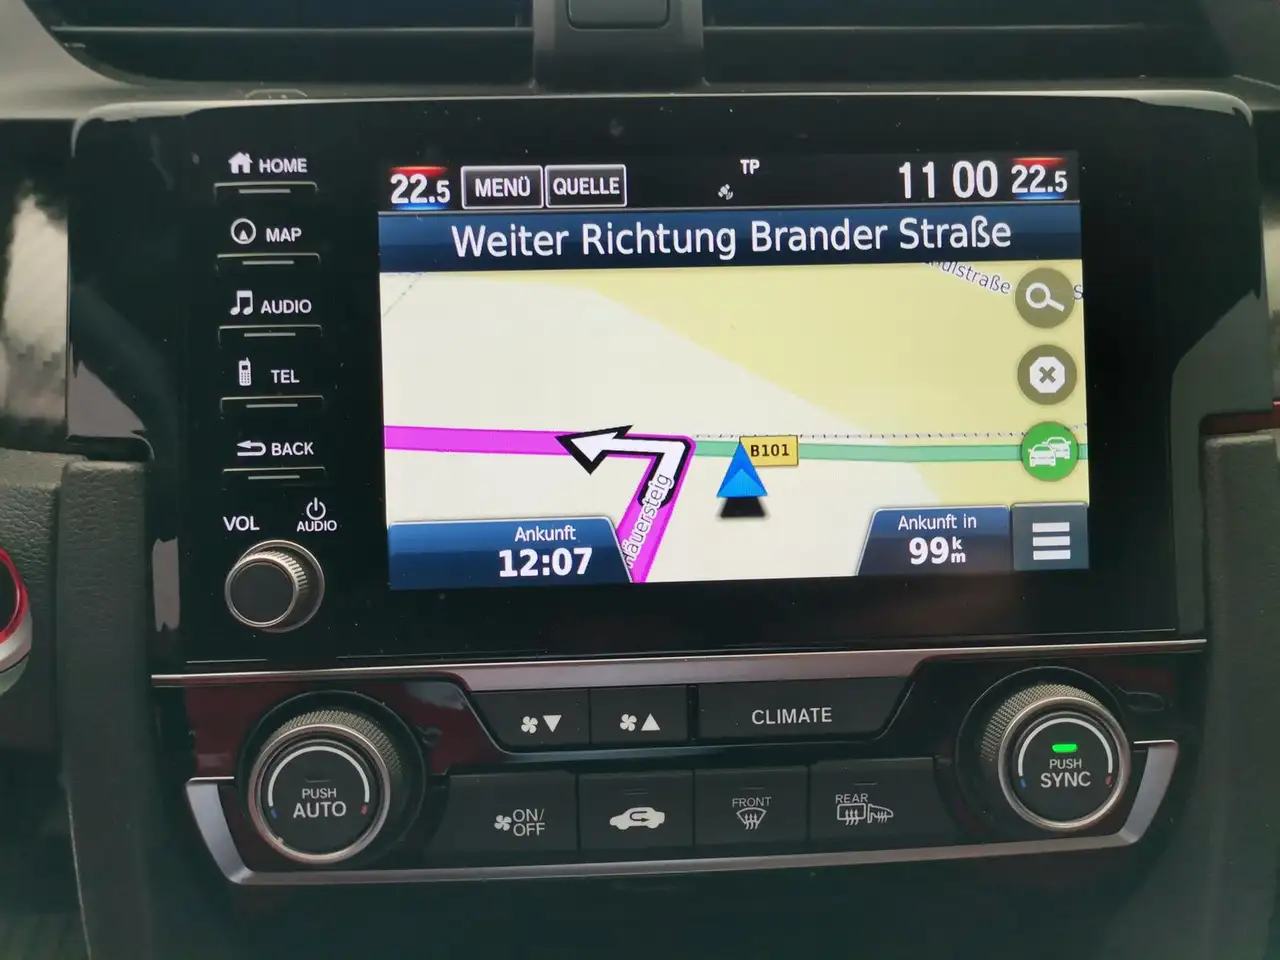 HOME
MAP
AUDIO
TEL
BACK
VOL
AUDIO
22.5
MENÜ
QUELLE
TP
11 00
22.5
Weiter Richtung Brander Straße
B101
Ankunft
12:07
Ankunft in
99 km
CLIMATE
PUSH
AUTO
ON/
OFF
FRONT
REAR
PUSH
SYNC